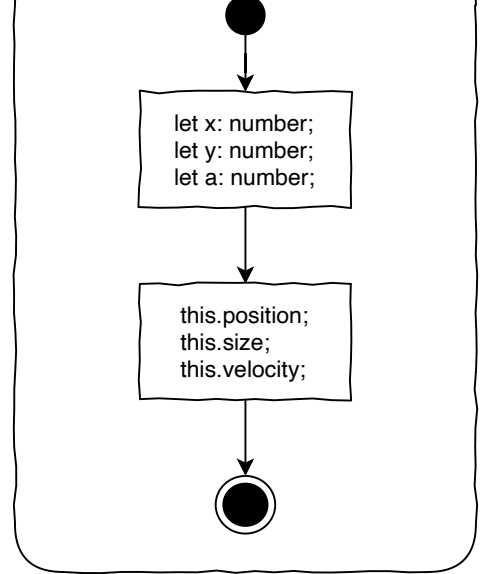 let x: number;
let y: number;
let a: number;
this.position;
this.size;
this.velocity;